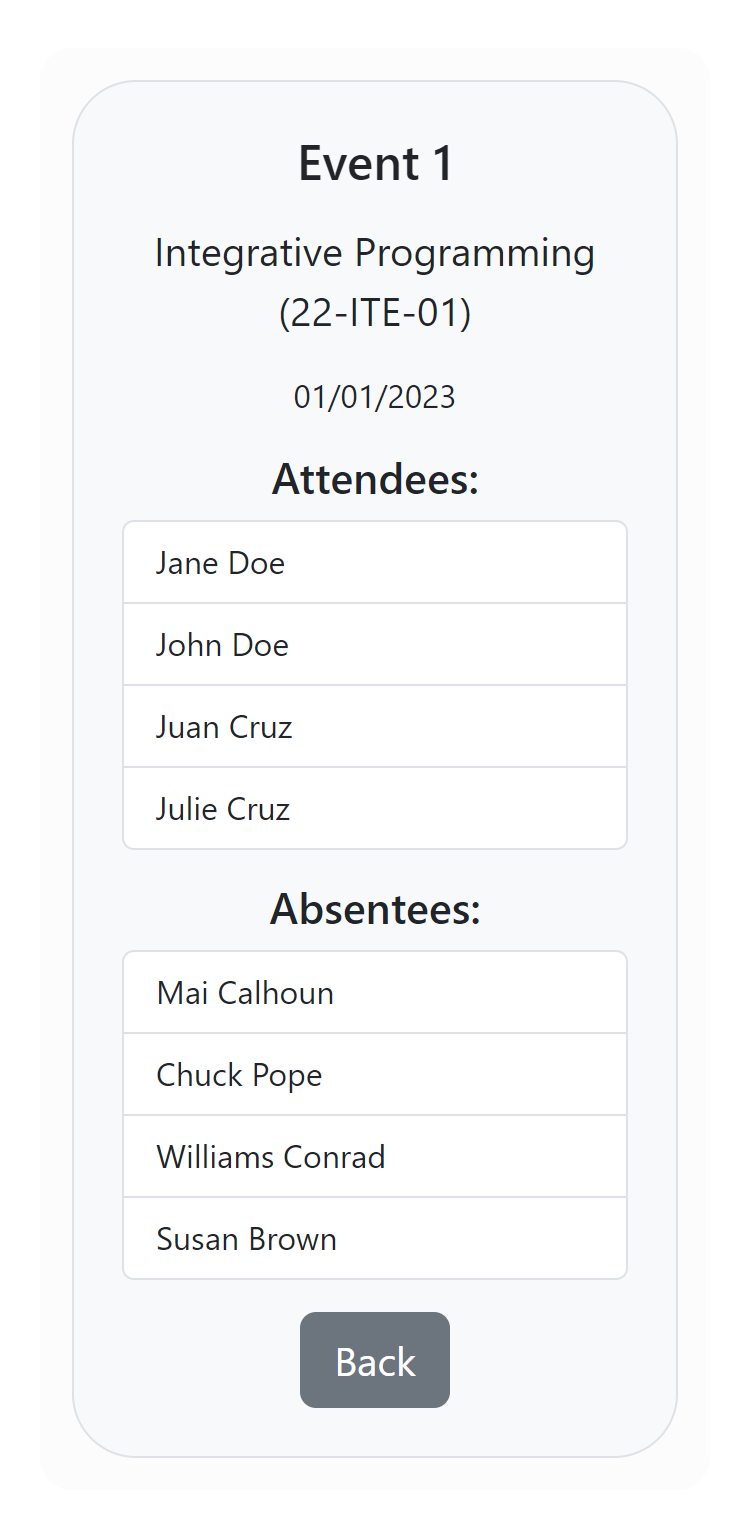 Event 1
Integrative Programming
(22-ITE-01)
01/01/2023
Attendees:
Jane Doe
John Doe
Juan Cruz
Julie Cruz
Absentees:
Mai Calhoun
Chuck Pope
Williams Conrad
Susan Brown
Back